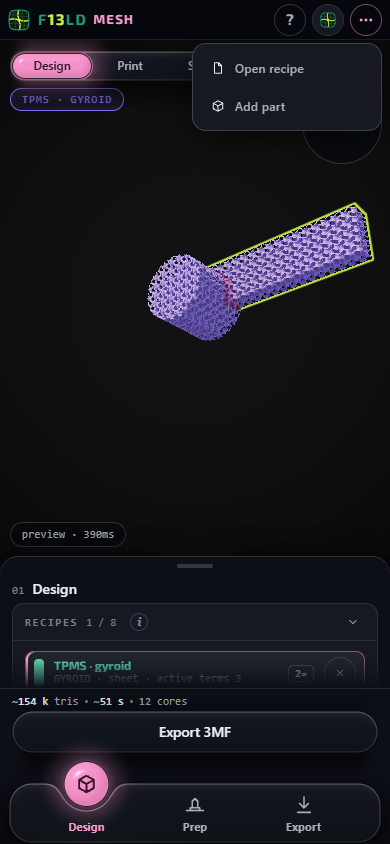 F13LD MESH
?
Design
Print
S
Open recipe
Add part
TPMS · GYROID
preview · 390ms
01 Design
RECIPES 1 / 8
i
TPMS · gyroid
GYROID · sheet · active terms 3
2×
×
~154 k tris • ~51 s • 12 cores
Export 3MF
Design
Prep
Export